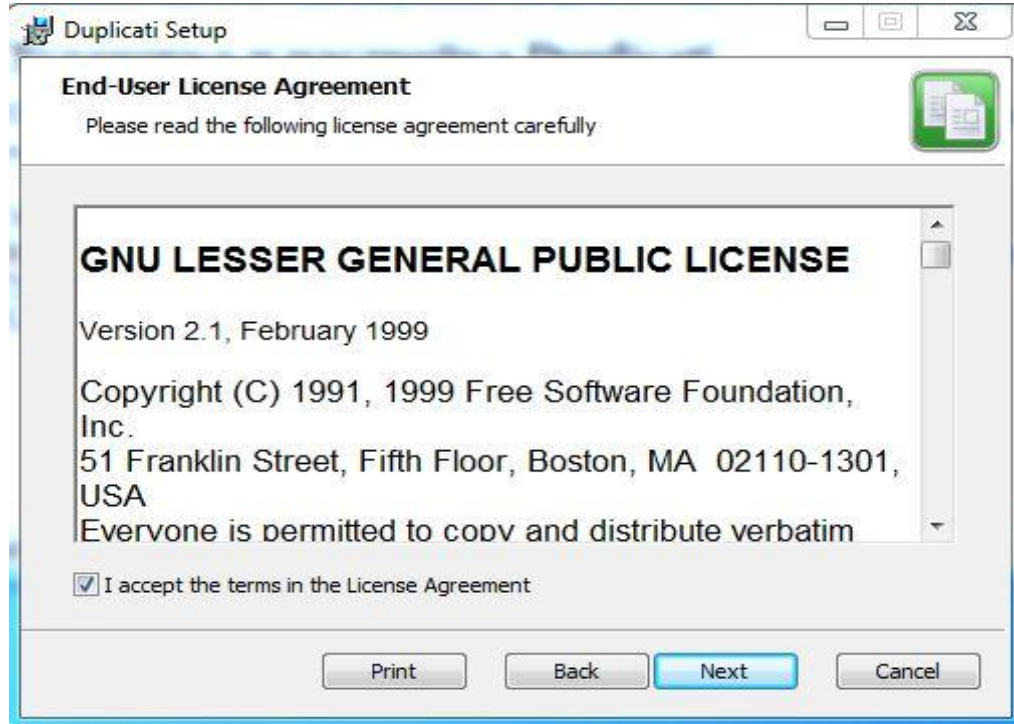 Duplicati Setup
End-User License Agreement
Please read the following license agreement carefully
GNU LESSER GENERAL PUBLIC LICENSE
Version 2.1, February 1999
Copyright (C) 1991, 1999 Free Software Foundation,
Inc.
51 Franklin Street, Fifth Floor, Boston, MA  02110-1301,
USA
Everyone is permitted to copy and distribute verbatim
I accept the terms in the License Agreement
Print Back Next Cancel